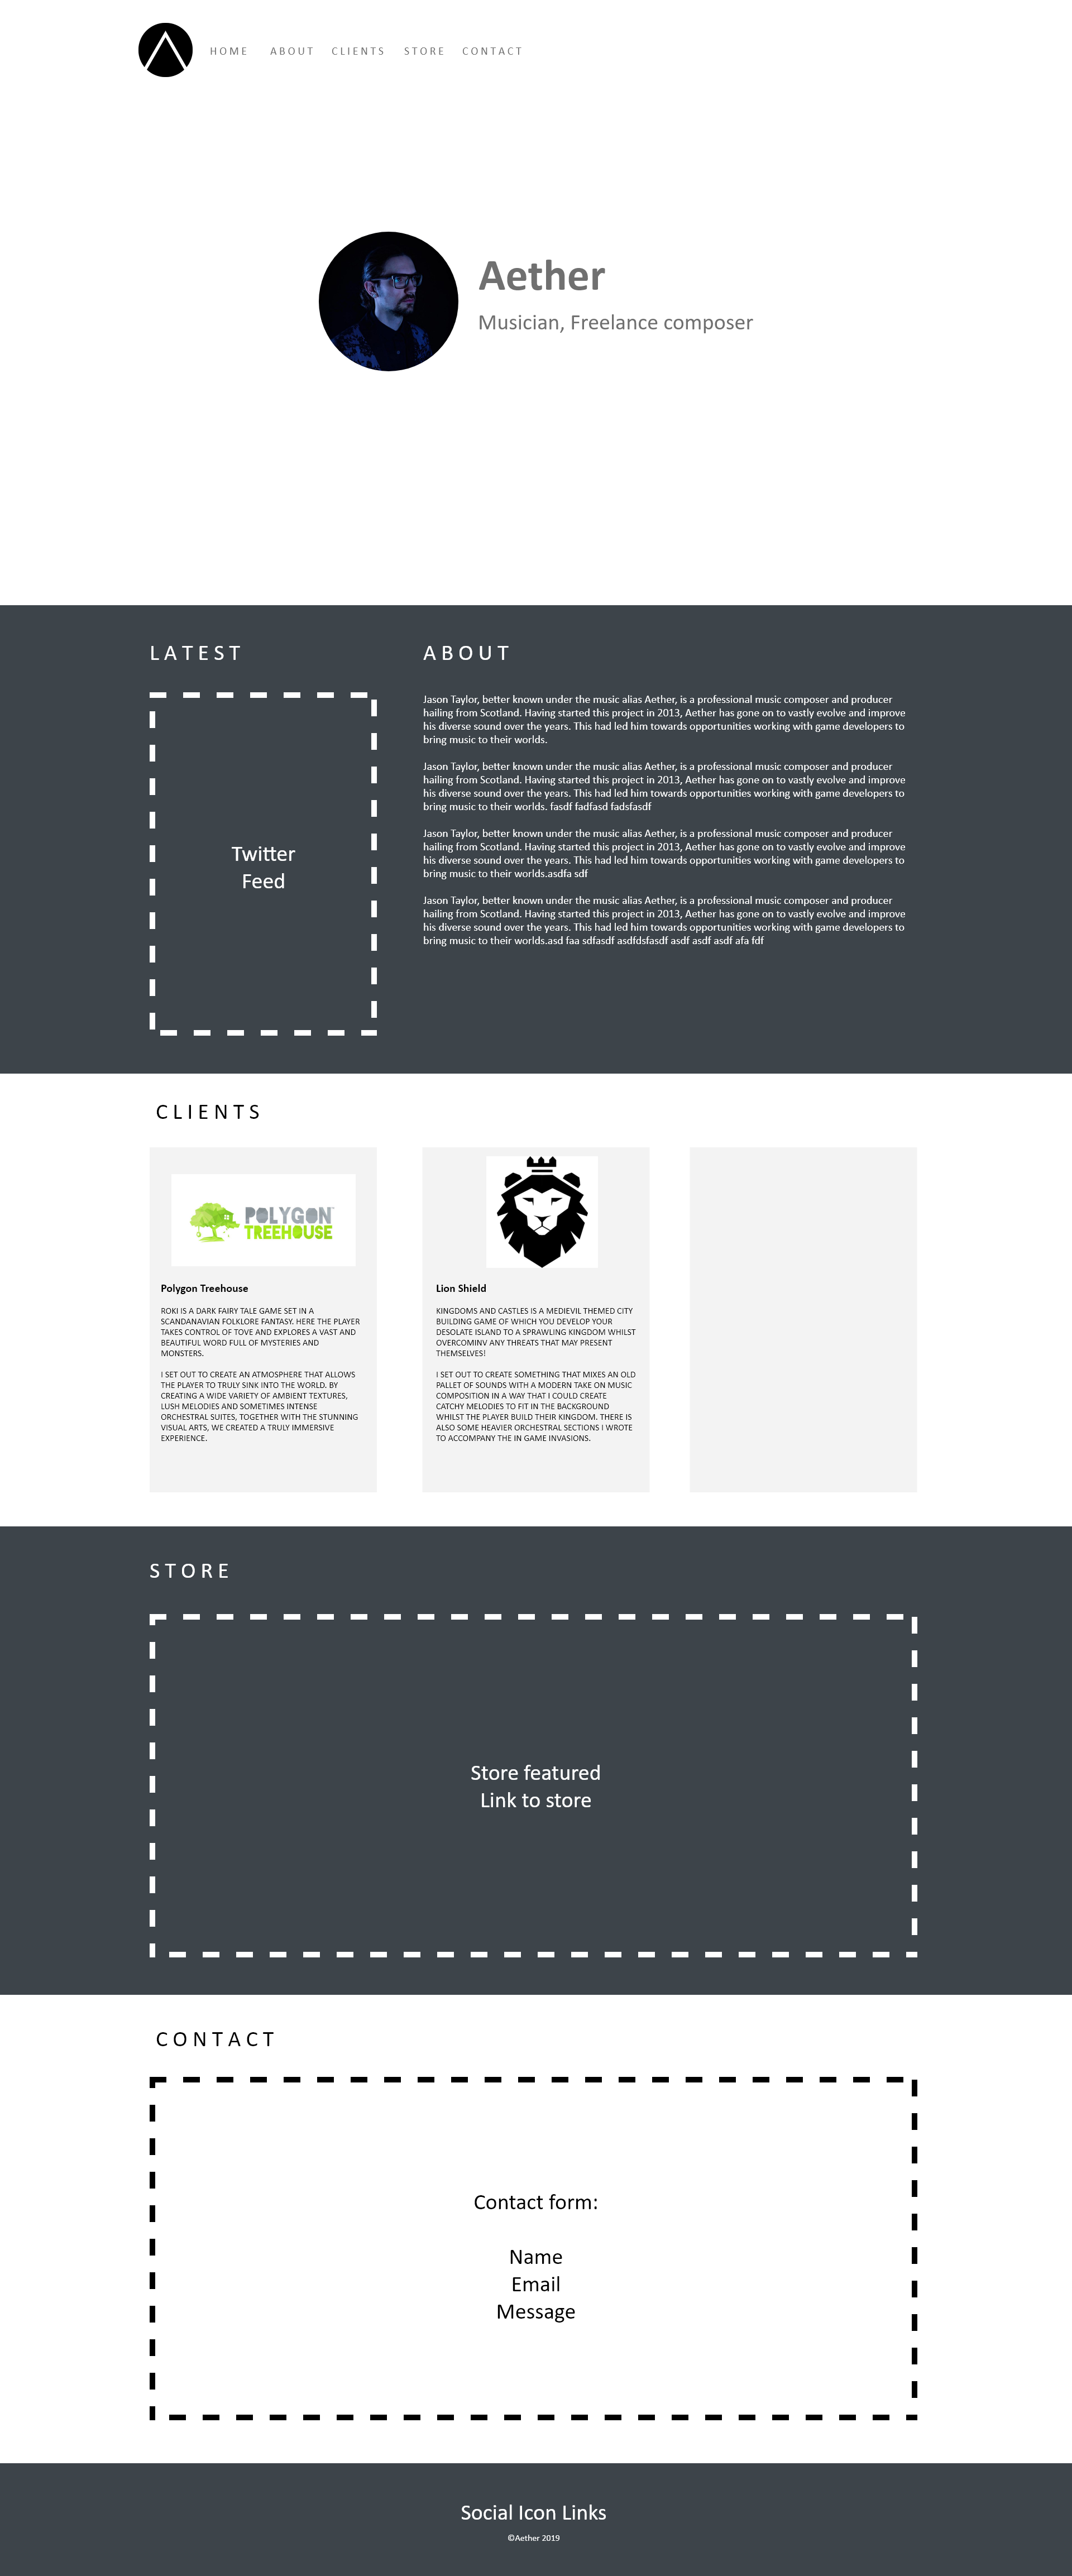 HOME ABOUT CLIENTS STORE CONTACT
Aether
Musician, Freelance composer
LATEST
Twitter
Feed
ABOUT
Jason Taylor, better known under the music alias Aether, is a professional music composer and producer
hailing from Scotland. Having started this project in 2013, Aether has gone on to vastly evolve and improve
his diverse sound over the years. This had led him towards opportunities working with game developers to
bring music to their worlds.
Jason Taylor, better known under the music alias Aether, is a professional music composer and producer
hailing from Scotland. Having started this project in 2013, Aether has gone on to vastly evolve and improve
his diverse sound over the years. This had led him towards opportunities working with game developers to
bring music to their worlds. fasdf fadfasd fadsfasdf
Jason Taylor, better known under the music alias Aether, is a professional music composer and producer
hailing from Scotland. Having started this project in 2013, Aether has gone on to vastly evolve and improve
his diverse sound over the years. This had led him towards opportunities working with game developers to
bring music to their worlds.asdfa sdf
Jason Taylor, better known under the music alias Aether, is a professional music composer and producer
hailing from Scotland. Having started this project in 2013, Aether has gone on to vastly evolve and improve
his diverse sound over the years. This had led him towards opportunities working with game developers to
bring music to their worlds.asd faa sdfasdf asdfdsfasdf asdf asdf asdf afa fdf
CLIENTS
POLYGON
TREEHOUSE
Polygon Treehouse
ROKI IS A DARK FAIRY TALE GAME SET IN A
SCANDANAVIAN FOLKLORE FANTASY. HERE THE PLAYER
TAKES CONTROL OF TOVE AND EXPLORES A VAST AND
BEAUTIFUL WORD FULL OF MYSTERIES AND
MONSTERS.
I SET OUT TO CREATE AN ATMOSPHERE THAT ALLOWS
THE PLAYER TO TRULY SINK INTO THE WORLD. BY
CREATING A WIDE VARIETY OF AMBIENT TEXTURES,
LUSH MELODIES AND SOMETIMES INTENSE
ORCHESTRAL SUITES, TOGETHER WITH THE STUNNING
VISUAL ARTS, WE CREATED A TRULY IMMERSIVE
EXPERIENCE.
Lion Shield
KINGDOMS AND CASTLES IS A MEDIEVIL THEMED CITY
BUILDING GAME OF WHICH YOU DEVELOP YOUR
DESOLATE ISLAND TO A SPRAWLING KINGDOM WHILST
OVERCOMINV ANY THREATS THAT MAY PRESENT
THEMSELVES!
I SET OUT TO CREATE SOMETHING THAT MIXES AN OLD
PALLET OF SOUNDS WITH A MODERN TAKE ON MUSIC
COMPOSITION IN A WAY THAT I COULD CREATE
CATCHY MELODIES TO FIT IN THE BACKGROUND
WHILST THE PLAYER BUILD THEIR KINGDOM. THERE IS
ALSO SOME HEAVIER ORCHESTRAL SECTIONS I WROTE
TO ACCOMPANY THE IN GAME INVASIONS.
STORE
Store featured
Link to store
CONTACT
Contact form:
Name
Email
Message
Social Icon Links
©Aether 2019